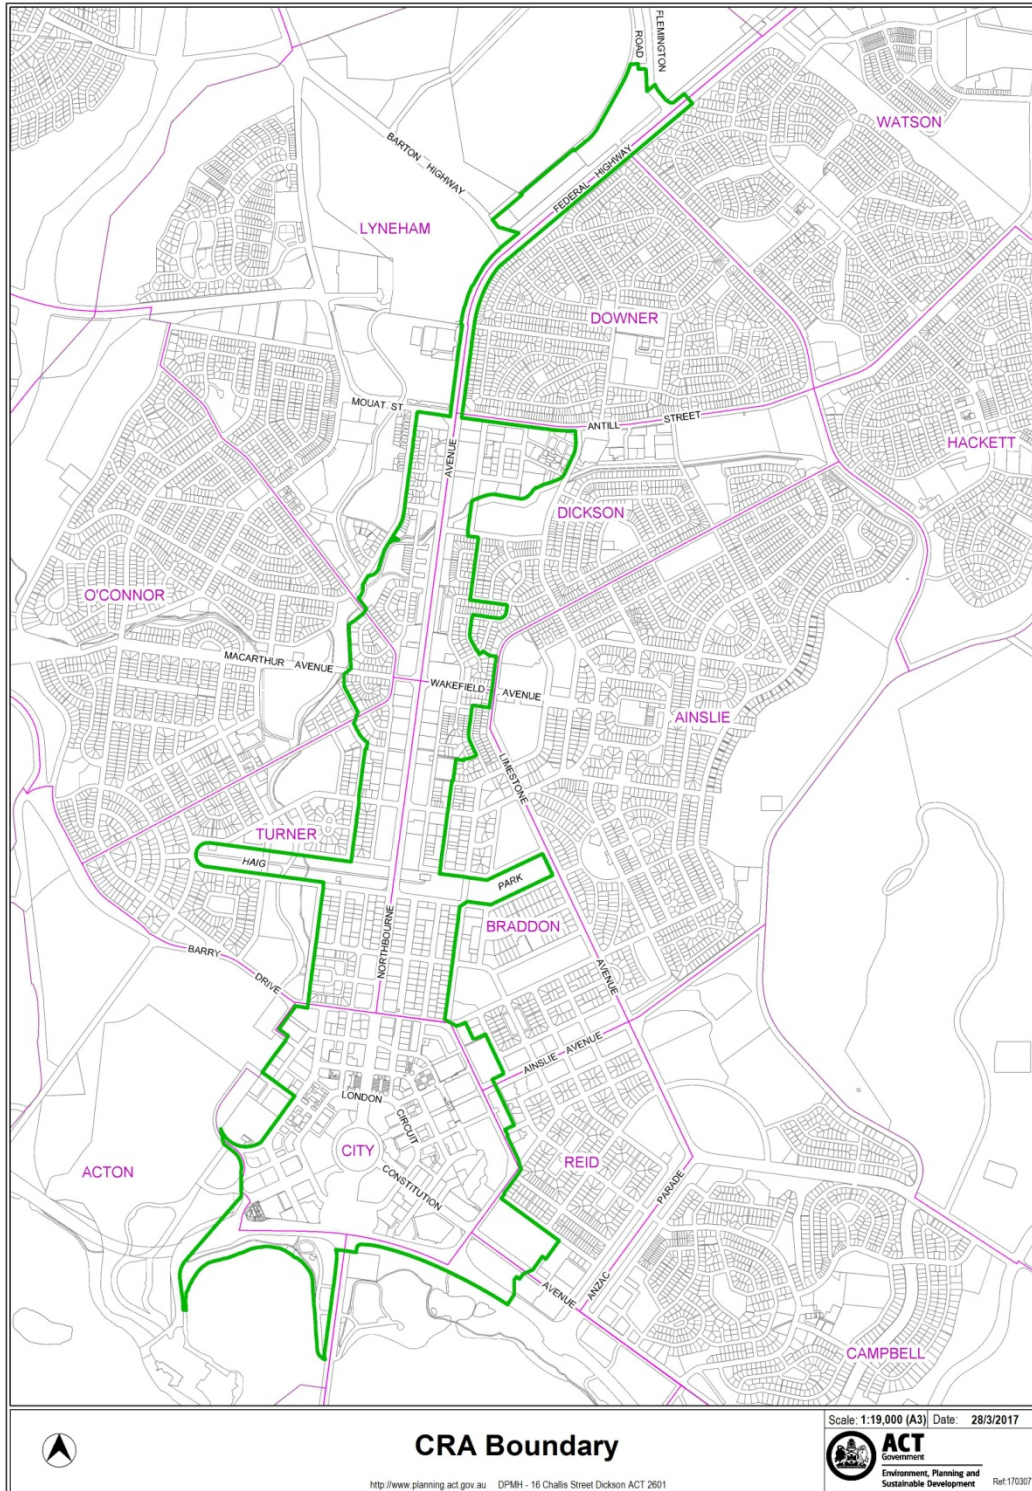 FLEMINGTON
ROAD
WATSON
BARTON HIGHWAY
FEDERAL HIGHWAY
LYNEHAM
DOWNER
MOUAT ST
ANTILL STREET
AVENUE
HACKETT
DICKSON
O'CONNOR
MACARTHUR AVENUE
WAKEFIELD AVENUE
AINSLIE
LIMESTONE
TURNER
HAIG
PARK
BRADDON
NORTHBOURNE
BARRY
DRIVE
AVENUE
AINSLIE AVENUE
LONDON
CIRCUIT
CITY
CONSTITUTION
REID
ACTON
PARADE
AVENUE
ANZAC
CAMPBELL
CRA Boundary
http://www.planning.act.gov.au DPMH - 16 Challis Street Dickson ACT 2601
Scale: 1:19,000 (A3) Date: 28/3/2017
ACT
Government
Environment, Planning and
Sustainable Development
Ref:170307